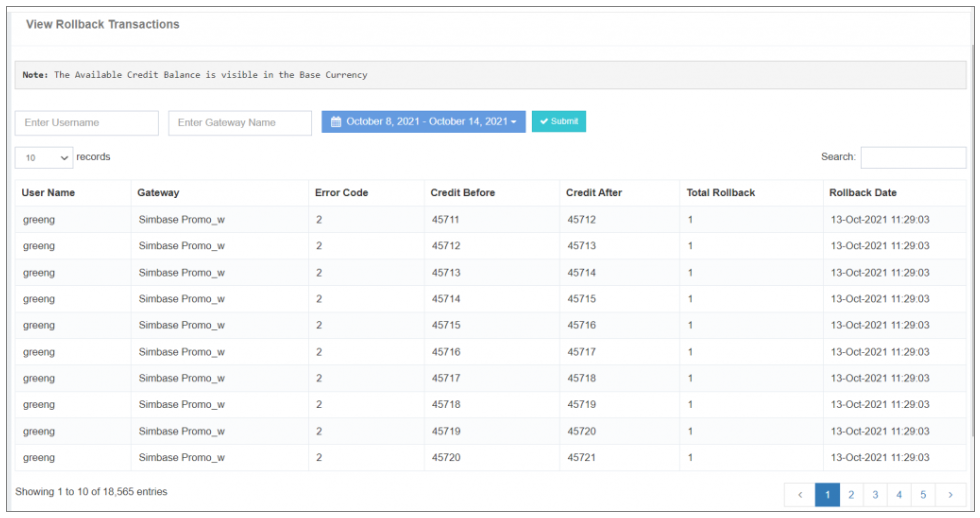 View Rollback Transactions
Note: The Available Credit Balance is visible in the Base Currency
Enter Username Enter Gateway Name October 8, 2021 - October 14, 2021 Submit
10 records Search:
User Name Gateway Error Code Credit Before Credit After Total Rollback Rollback Date
greeng Simbase Promo_w 2 45711 45712 1 13-Oct-2021 11:29:03
greeng Simbase Promo_w 2 45712 45713 1 13-Oct-2021 11:29:03
greeng Simbase Promo_w 2 45713 45714 1 13-Oct-2021 11:29:03
greeng Simbase Promo_w 2 45714 45715 1 13-Oct-2021 11:29:03
greeng Simbase Promo_w 2 45715 45716 1 13-Oct-2021 11:29:03
greeng Simbase Promo_w 2 45716 45717 1 13-Oct-2021 11:29:03
greeng Simbase Promo_w 2 45717 45718 1 13-Oct-2021 11:29:03
greeng Simbase Promo_w 2 45718 45719 1 13-Oct-2021 11:29:03
greeng Simbase Promo_w 2 45719 45720 1 13-Oct-2021 11:29:03
greeng Simbase Promo_w 2 45720 45721 1 13-Oct-2021 11:29:03
Showing 1 to 10 of 18,565 entries < 1 2 3 4 5 >